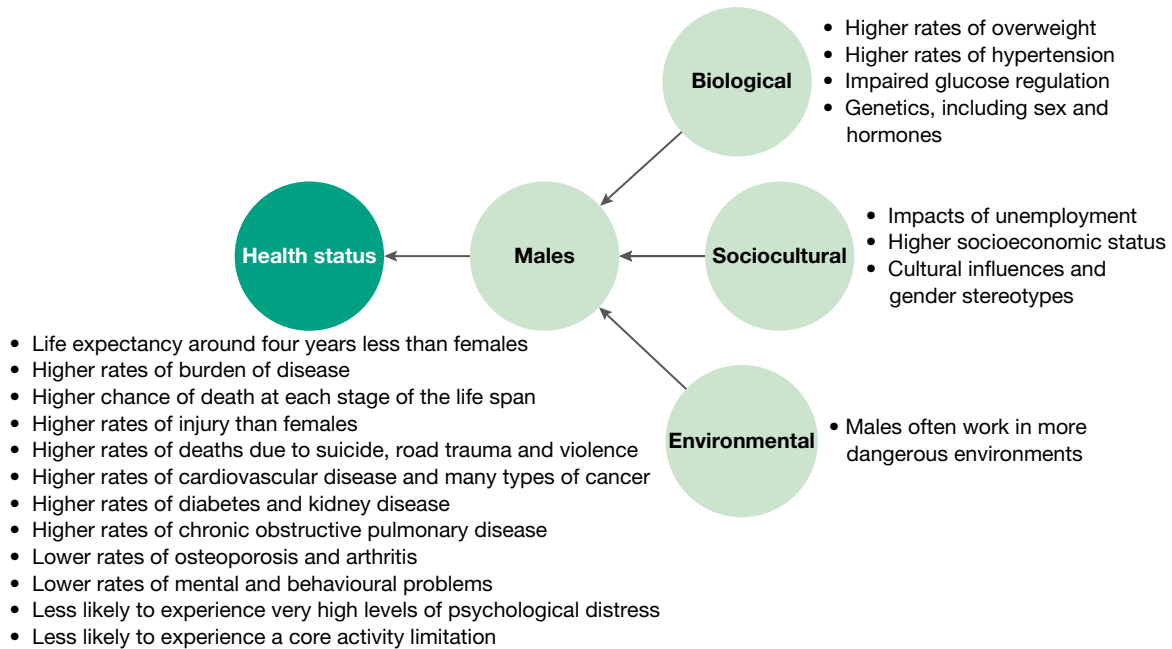 Biological
• Higher rates of overweight
• Higher rates of hypertension
• Impaired glucose regulation
• Genetics, including sex and
hormones
Health status
Males
Sociocultural
• Impacts of unemployment
• Higher socioeconomic status
• Cultural influences and
gender stereotypes
Environmental
• Males often work in more
dangerous environments
• Life expectancy around four years less than females
• Higher rates of burden of disease
• Higher chance of death at each stage of the life span
• Higher rates of injury than females
• Higher rates of deaths due to suicide, road trauma and violence
• Higher rates of cardiovascular disease and many types of cancer
• Higher rates of diabetes and kidney disease
• Higher rates of chronic obstructive pulmonary disease
• Lower rates of osteoporosis and arthritis
• Lower rates of mental and behavioural problems
• Less likely to experience very high levels of psychological distress
• Less likely to experience a core activity limitation